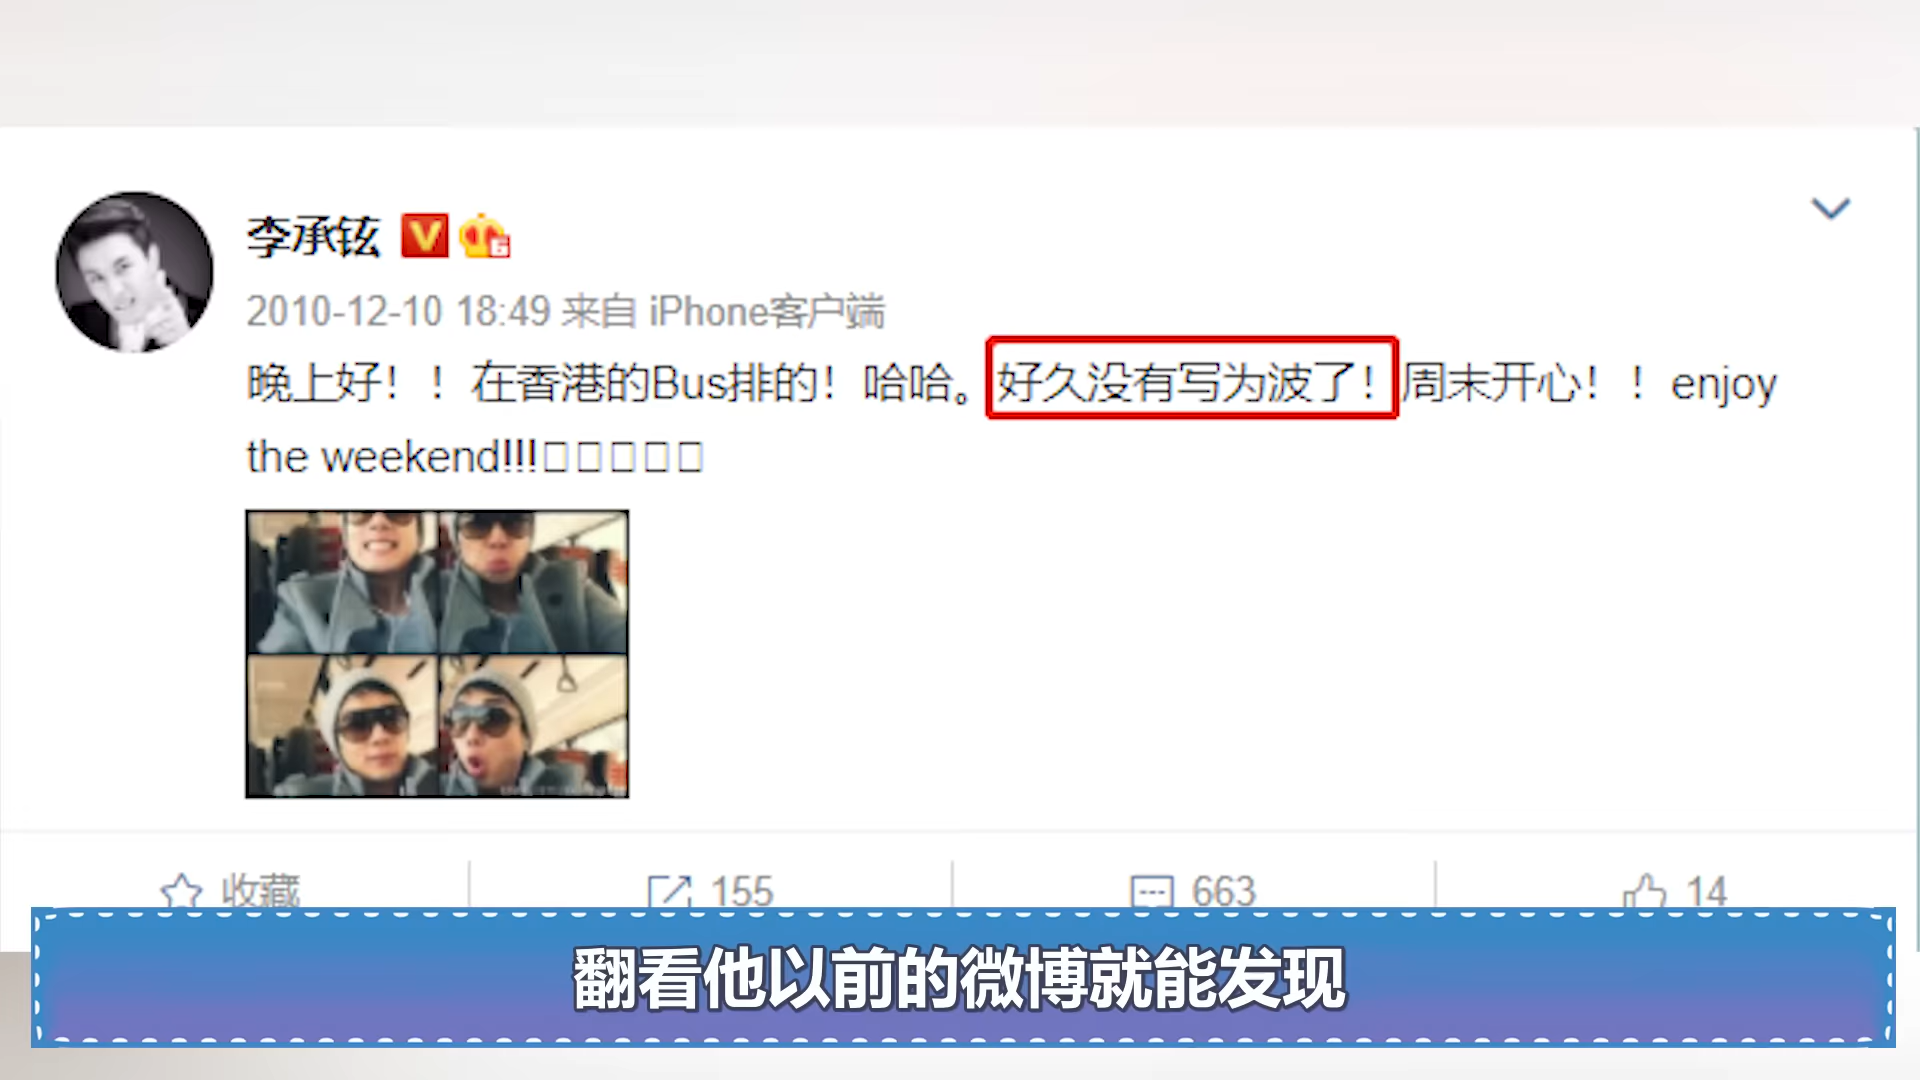 李承铉 V 6
2010-12-10 18:49 来自 iPhone客户端
晚上好！！在香港的Bus排的！哈哈。好久没有写为波了！周末开心！！enjoy
the weekend!!!□□□□□
收藏
155
663
14
翻看他以前的微博就能发现